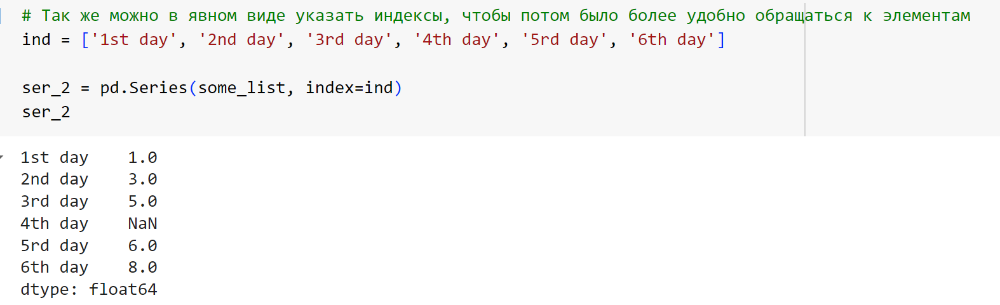 # Так же можно в явном виде указать индексы, чтобы потом было более удобно обращаться к элементам
ind = ['1st day', '2nd day', '3rd day', '4th day', '5rd day', '6th day']
ser_2 = pd.Series(some_list, index=ind)
ser_2
1st day    1.0
2nd day    3.0
3rd day    5.0
4th day    NaN
5rd day    6.0
6th day    8.0
dtype: float64